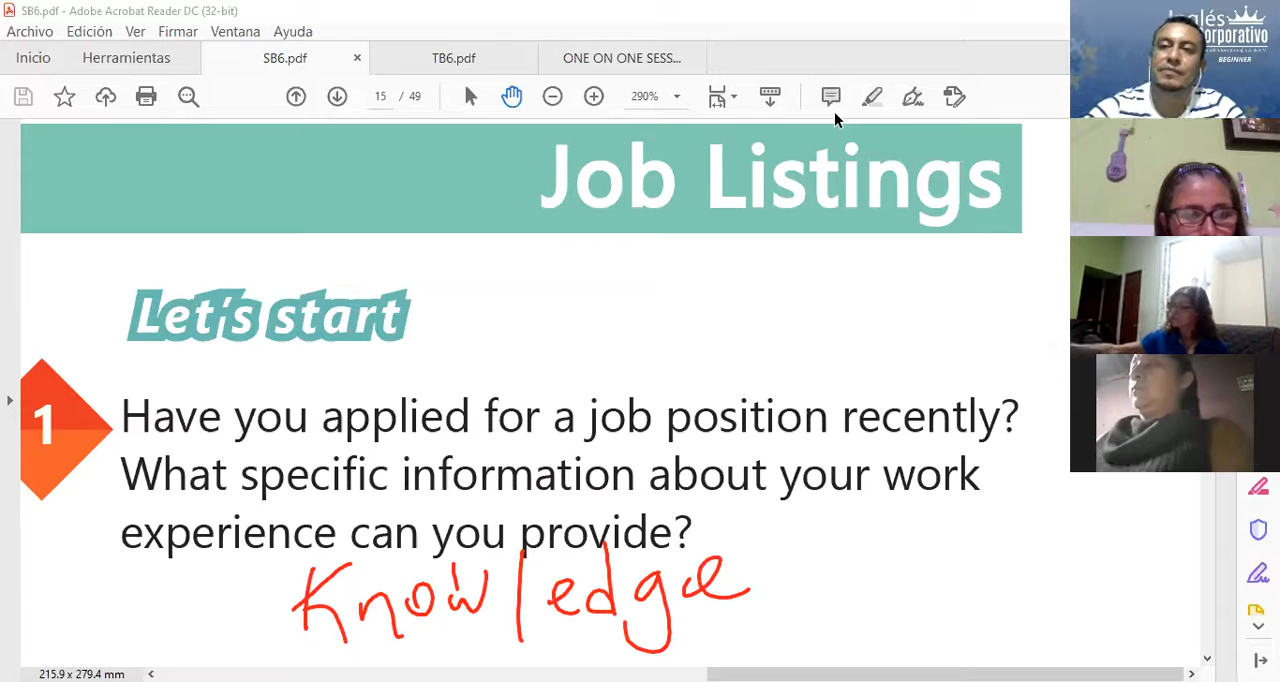 SB6.pdf - Adobe Acrobat Reader DC (32-bit)
Archivo Edición Ver Firmar Ventana Ayuda
Inicio Herramientas SB6.pdf × TB6.pdf ONE ON ONE SESS...
15 / 49 290%
Inglés
BEGINNER
Job Listings
Let's start
1
Have you applied for a job position recently?
What specific information about your work
experience can you provide?
Knowledge
215.9 x 279.4 mm